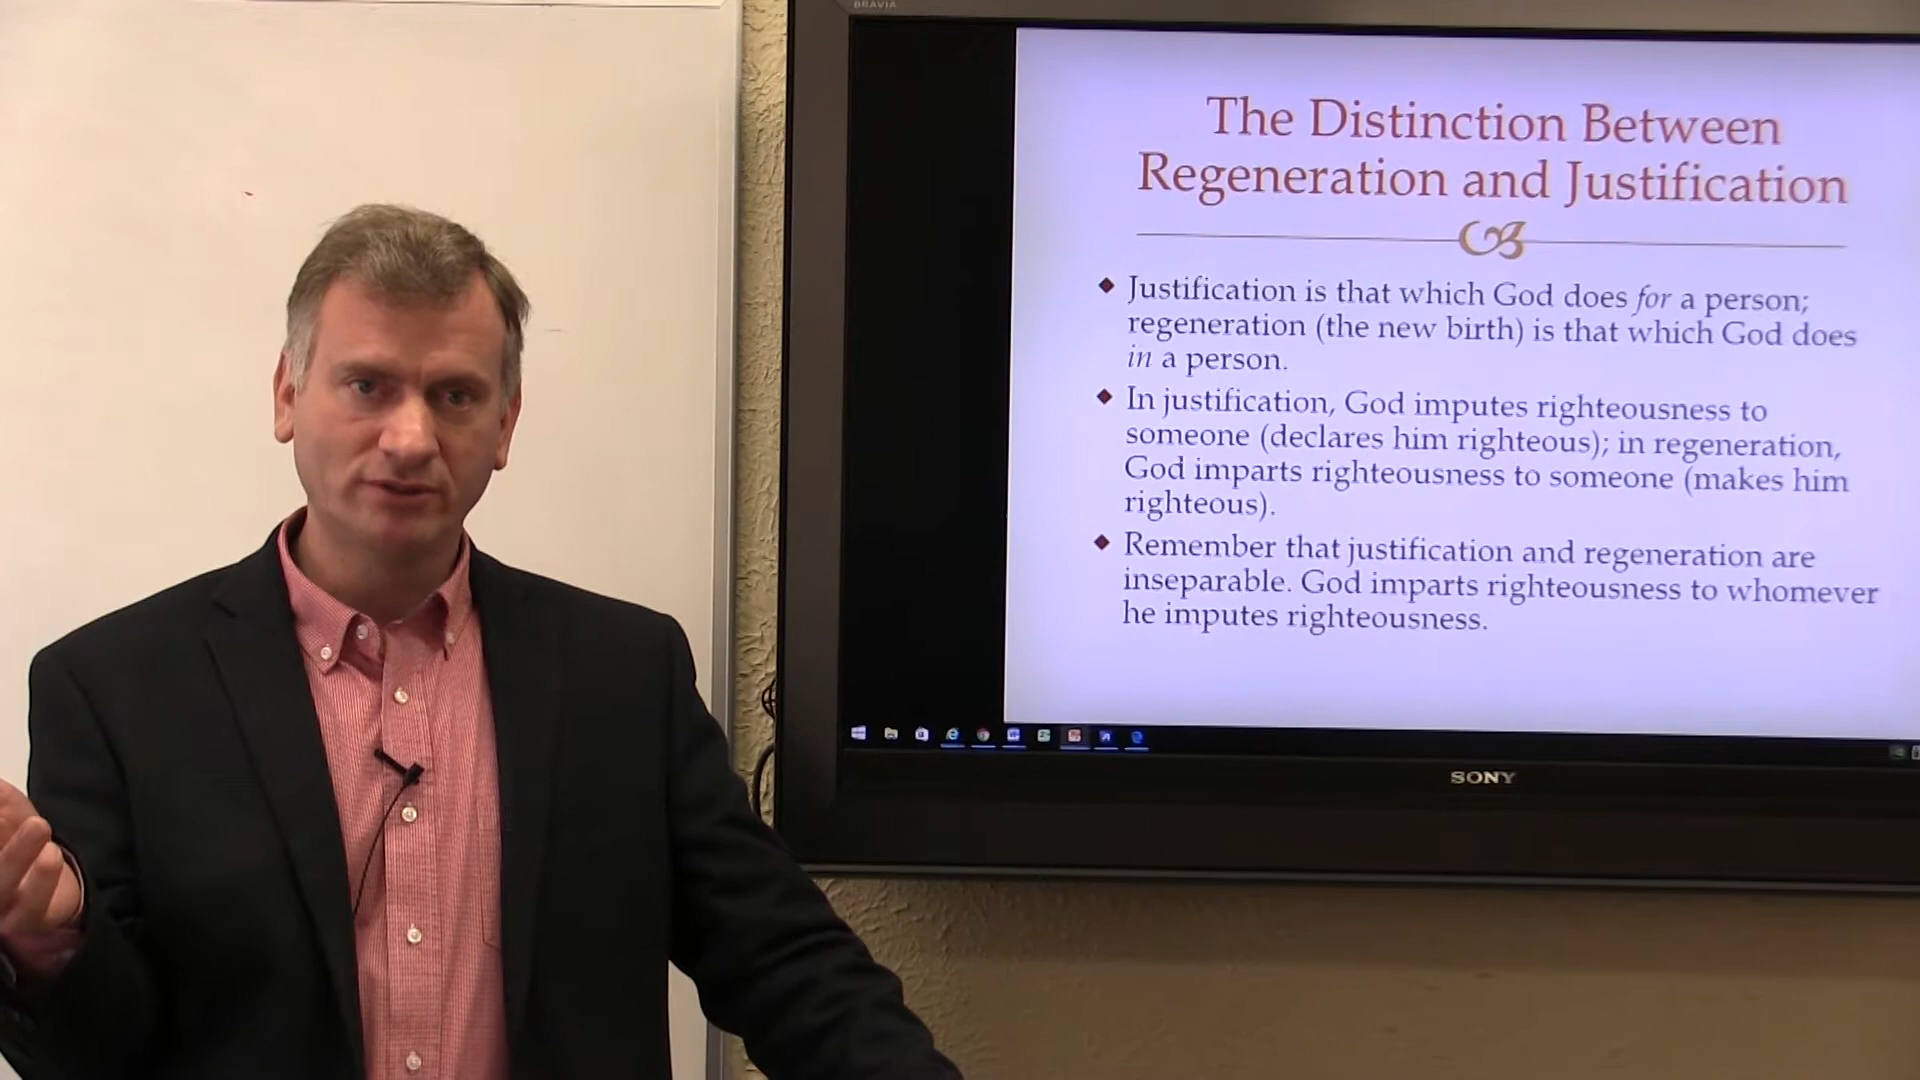 BRAVIA
The Distinction Between
Regeneration and Justification
Justification is that which God does for a person;
regeneration (the new birth) is that which God does
in a person.
In justification, God imputes righteousness to
someone (declares him righteous); in regeneration,
God imparts righteousness to someone (makes him
righteous).
Remember that justification and regeneration are
inseparable. God imparts righteousness to whomever
he imputes righteousness.
SONY